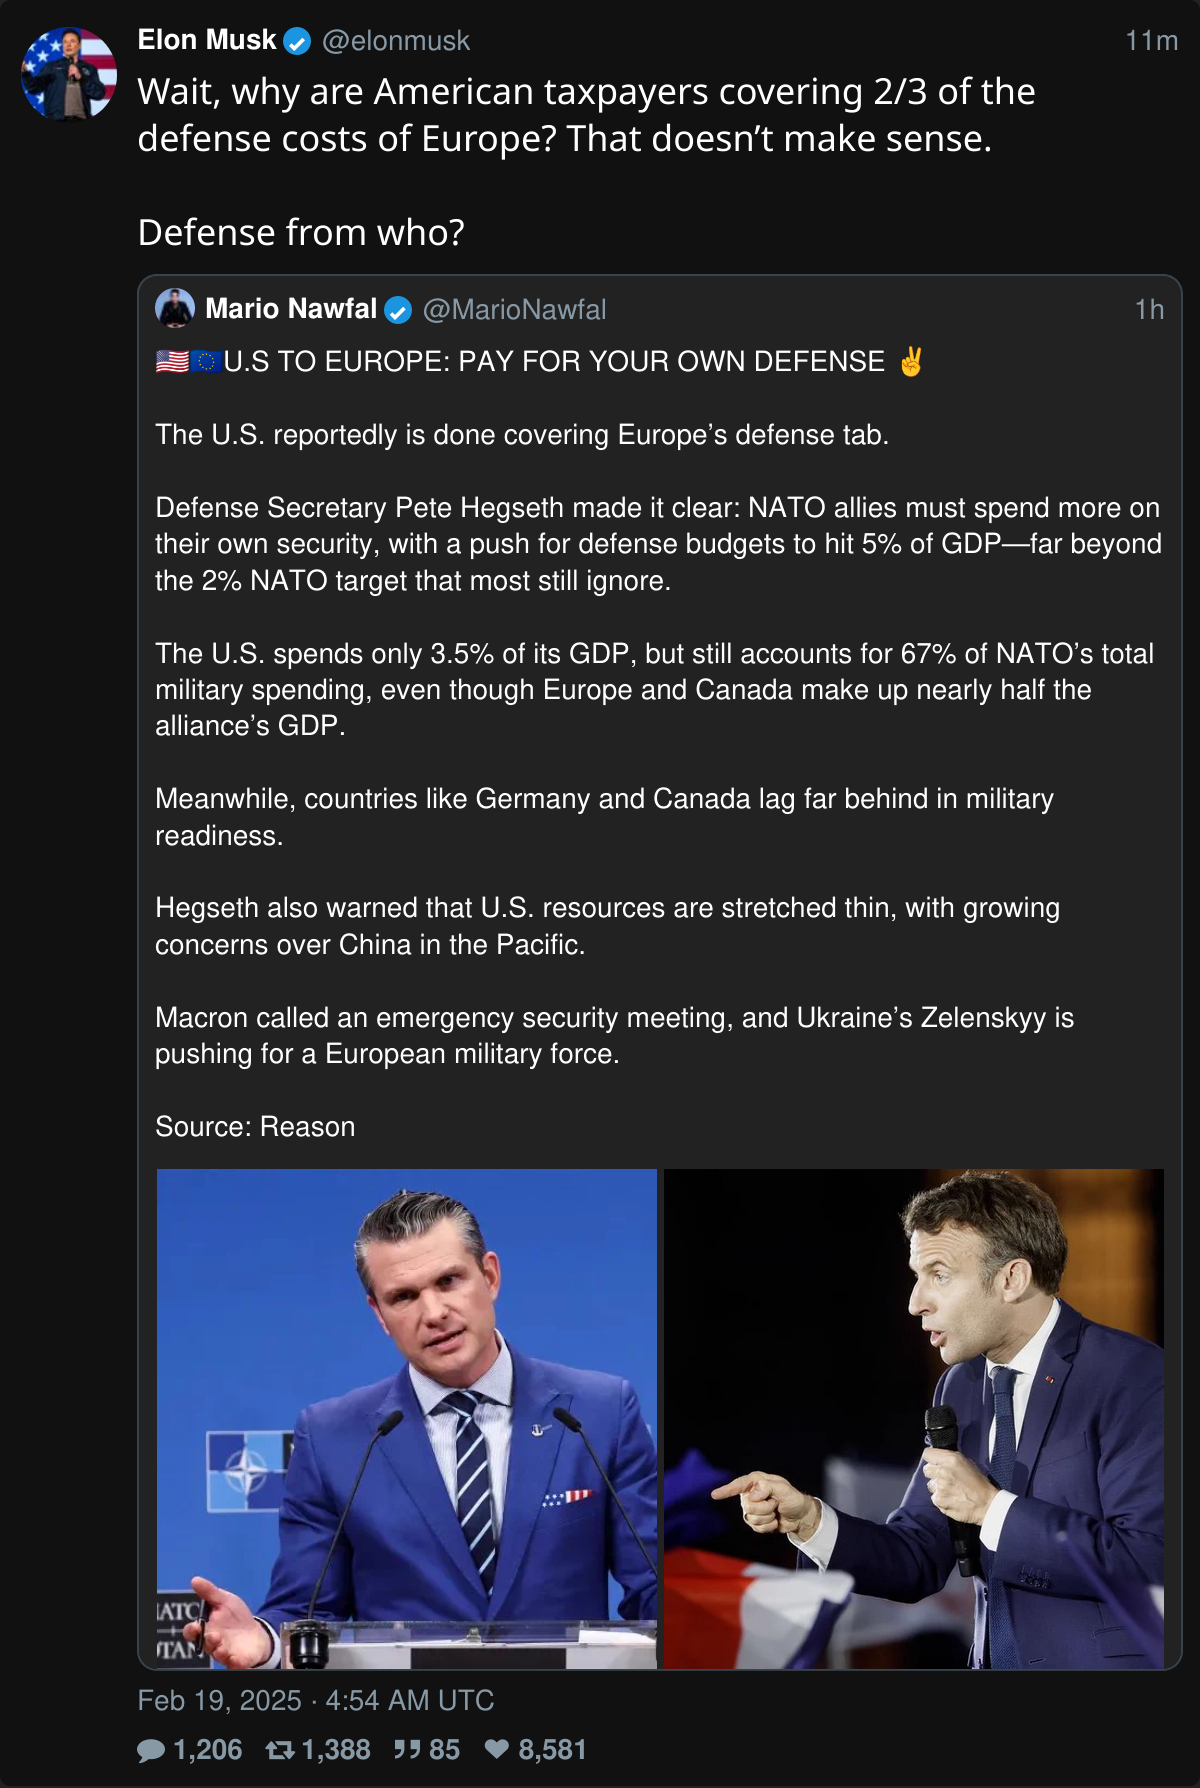 Elon Musk @elonmusk 11m
Wait, why are American taxpayers covering 2/3 of the
defense costs of Europe? That doesn’t make sense.
Defense from who?
Mario Nawfal @MarioNawfal 1h
🇺🇸🇪🇺U.S TO EUROPE: PAY FOR YOUR OWN DEFENSE ✌️
The U.S. reportedly is done covering Europe’s defense tab.
Defense Secretary Pete Hegseth made it clear: NATO allies must spend more on
their own security, with a push for defense budgets to hit 5% of GDP—far beyond
the 2% NATO target that most still ignore.
The U.S. spends only 3.5% of its GDP, but still accounts for 67% of NATO’s total
military spending, even though Europe and Canada make up nearly half the
alliance’s GDP.
Meanwhile, countries like Germany and Canada lag far behind in military
readiness.
Hegseth also warned that U.S. resources are stretched thin, with growing
concerns over China in the Pacific.
Macron called an emergency security meeting, and Ukraine’s Zelenskyy is
pushing for a European military force.
Source: Reason
Feb 19, 2025 · 4:54 AM UTC
1,206 1,388 85 8,581